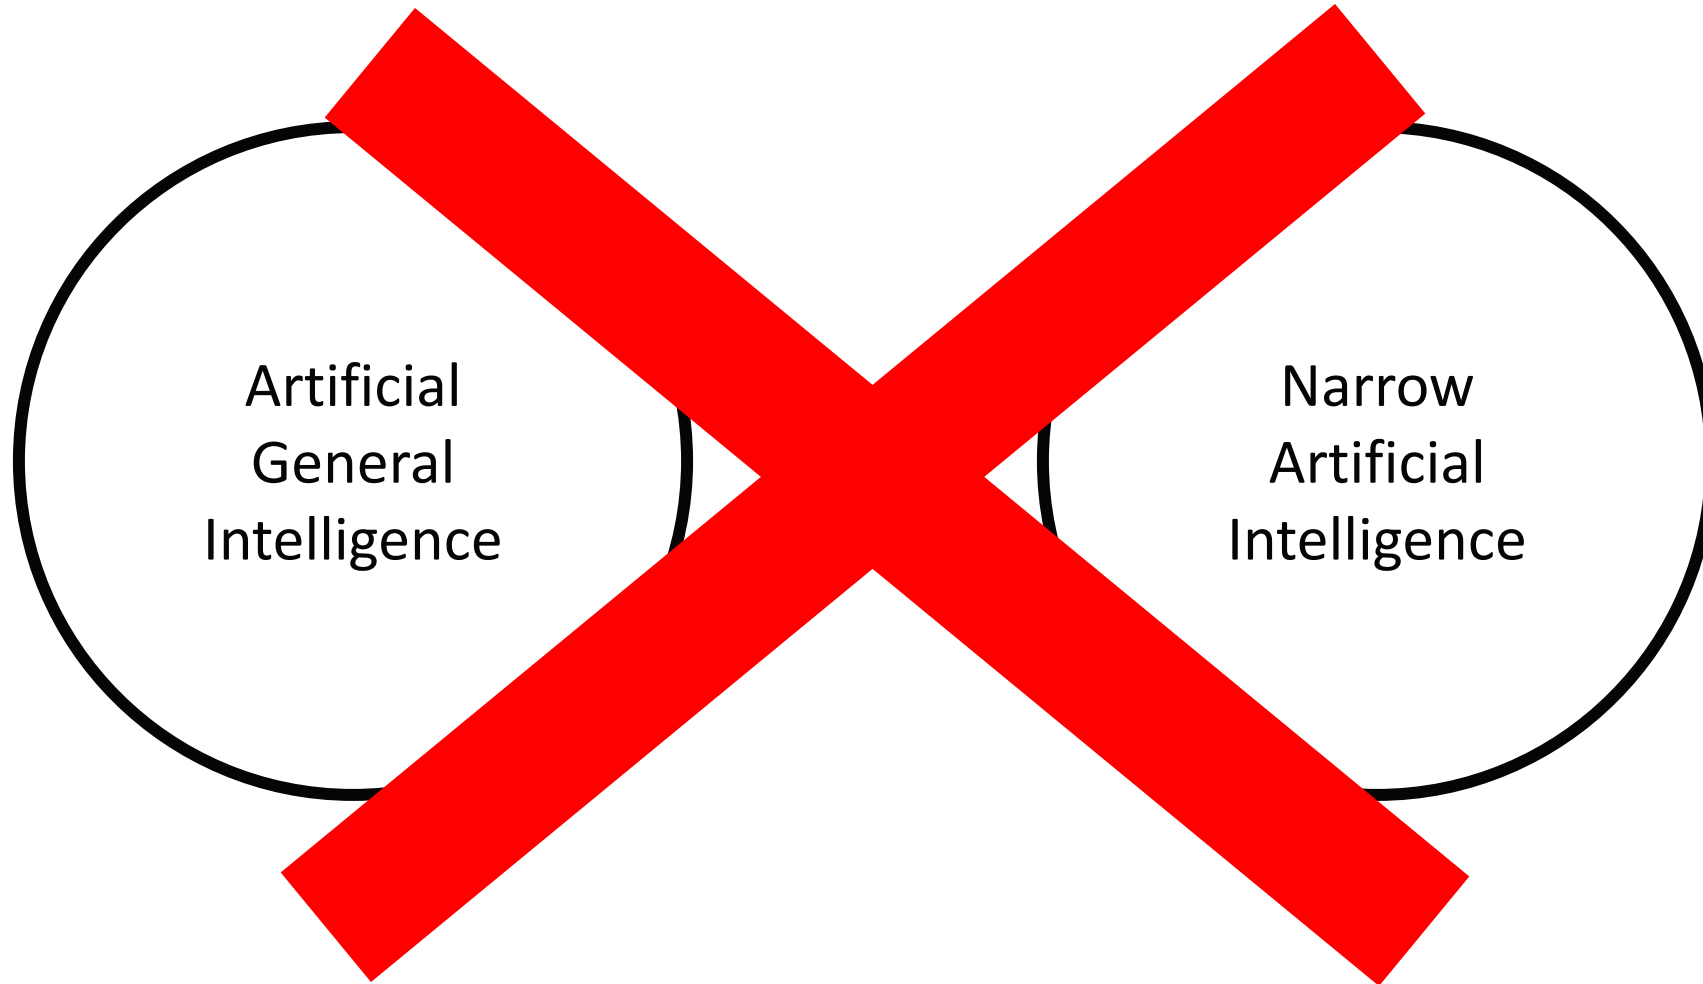 Artificial
General
Intelligence
Narrow
Artificial
Intelligence